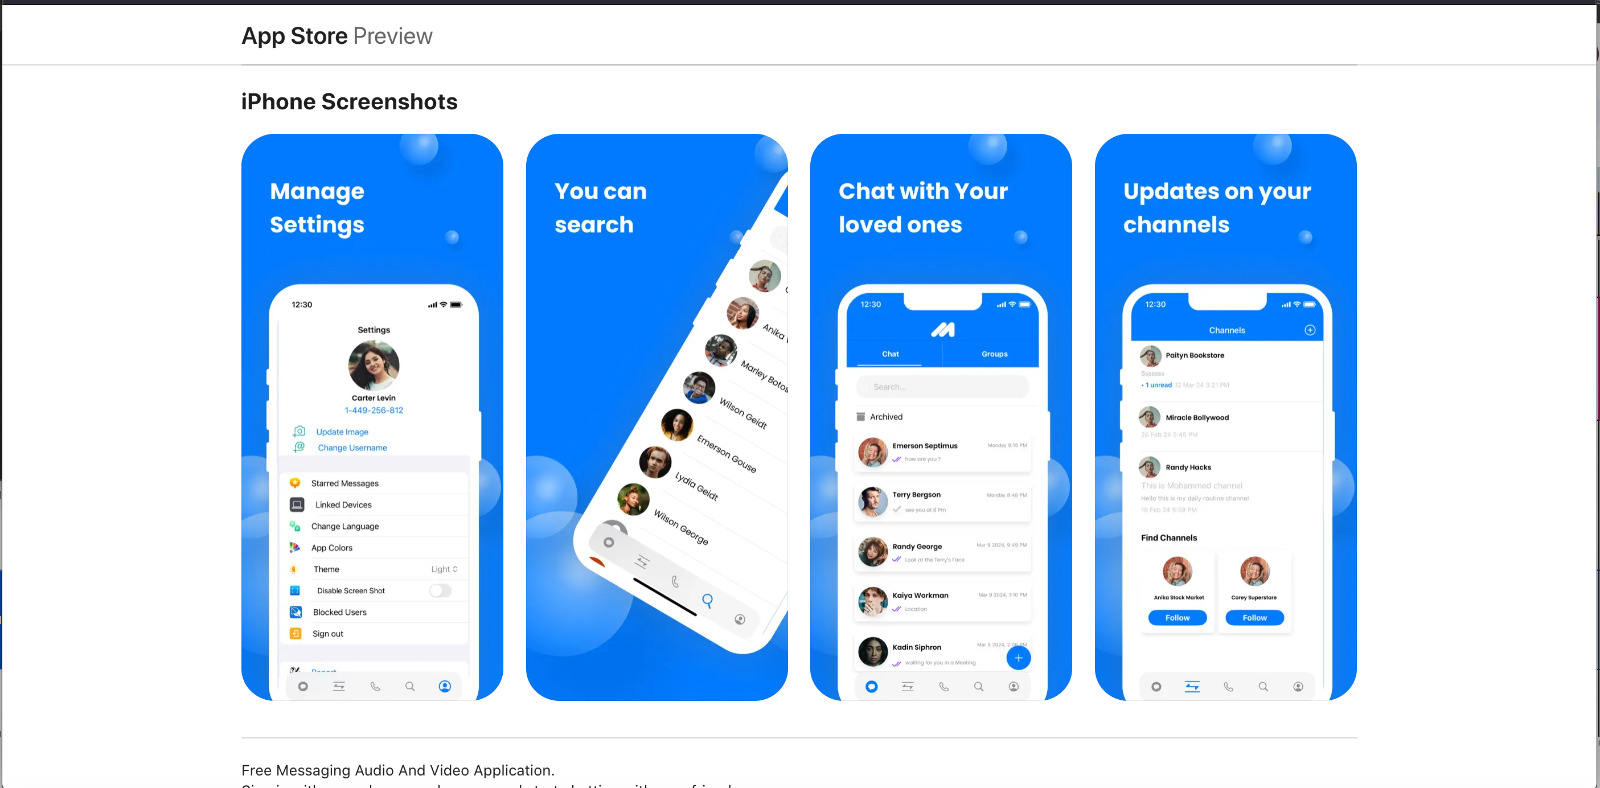 App Store Preview
iPhone Screenshots
Manage
Settings
12:30
Settings
Carter Levin
1-449-256-812
Update Image
Change Username
Starred Messages
Linked Devices
Change Language
App Colors
Theme
Light
Disable Screen Shot
Blocked Users
Sign out
You can
search
Anika
Marley Botos
Wilson Geidt
Emerson Gouse
Lydia Geidt
Wilson George
Chat with Your
loved ones
12:30
Chat
Groups
Search...
Archived
Emerson Septimus
Monday 9:16 PM
how are you ?
Terry Bergson
Monday 8:46 PM
see you at 8 Pm
Randy George
Mar 9 2024, 9:49 PM
Look at the Terry's Face
Kaiya Workman
Mar 9 2024, 3:16 PM
Location
Kadin Siphron
waiting for you in a Meeting
Updates on your
channels
12:30
Channels
Paityn Bookstore
Success
• 1 unread 12 Mar 24 3:21 PM
Miracle Bollywood
26 Feb 24 5:45 PM
Randy Hacks
This is Mohammed channel
Hello this is my daily routine channel
19 Feb 24 5:59 PM
Find Channels
Anika Stock Market
Corey Superstore
Follow
Follow
Free Messaging Audio And Video Application.